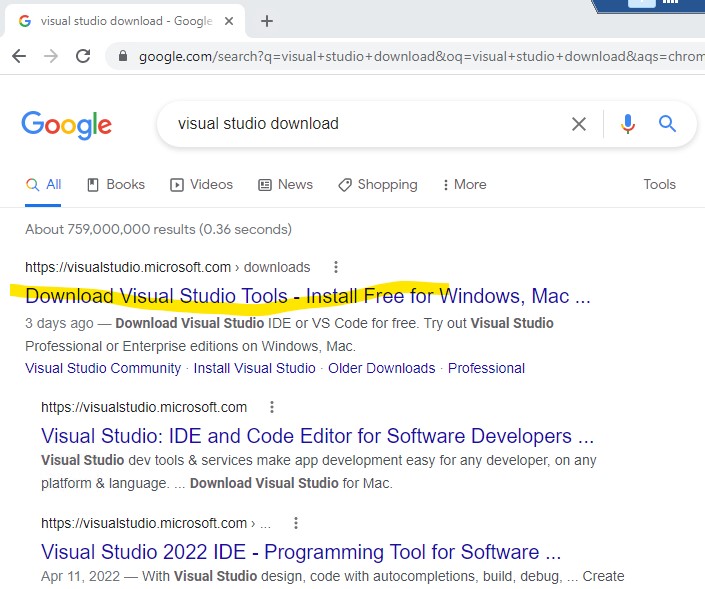 visual studio download - Google
google.com/search?q=visual+studio+download&oq=visual+studio+download&aqs=chrom
Google
visual studio download
All Books Videos News Shopping More Tools
About 759,000,000 results (0.36 seconds)
https://visualstudio.microsoft.com › downloads
Download Visual Studio Tools - Install Free for Windows, Mac ...
3 days ago — Download Visual Studio IDE or VS Code for free. Try out Visual Studio
Professional or Enterprise editions on Windows, Mac.
Visual Studio Community · Install Visual Studio · Older Downloads · Professional
https://visualstudio.microsoft.com
Visual Studio: IDE and Code Editor for Software Developers ...
Visual Studio dev tools & services make app development easy for any developer, on any
platform & language. ... Download Visual Studio for Mac.
https://visualstudio.microsoft.com › ...
Visual Studio 2022 IDE - Programming Tool for Software ...
Apr 11, 2022 — With Visual Studio design, code with autocompletions, build, debug, ... Create